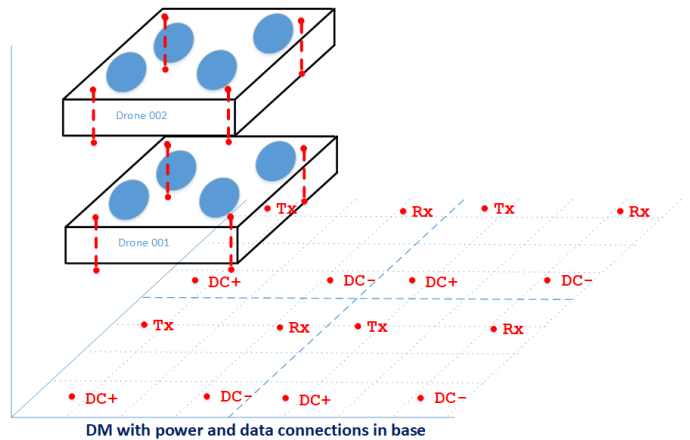 Drone 002
Drone 001
Tx Rx Tx Rx
DC+ DC- DC+ DC-
Tx Rx Tx Rx
DC+ DC- DC+ DC-
DM with power and data connections in base